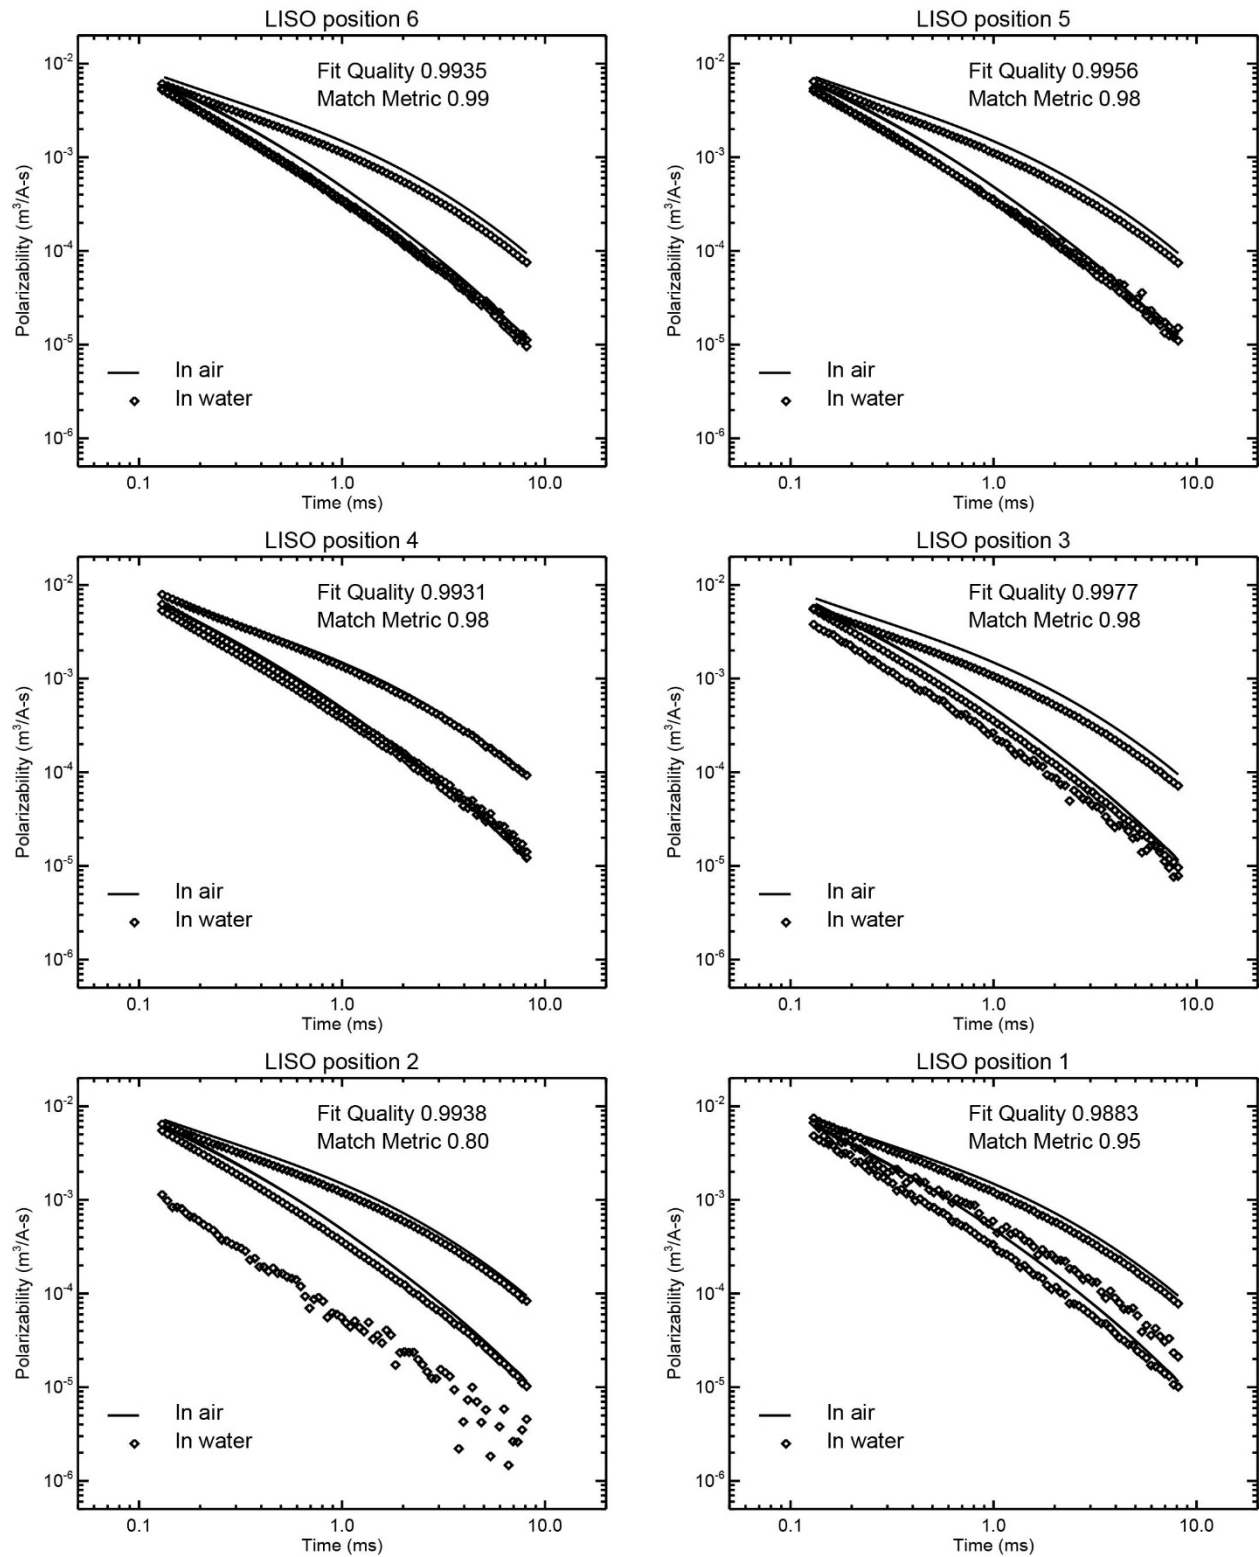 LISO position 6
Fit Quality 0.9935
Match Metric 0.99
10⁻²
10⁻³
10⁻⁴
10⁻⁵
10⁻⁶
Polarizability (m³/A-s)
In air
In water
0.1 1.0 10.0
Time (ms)
LISO position 5
Fit Quality 0.9956
Match Metric 0.98
10⁻²
10⁻³
10⁻⁴
10⁻⁵
10⁻⁶
Polarizability (m³/A-s)
In air
In water
0.1 1.0 10.0
Time (ms)
LISO position 4
Fit Quality 0.9931
Match Metric 0.98
10⁻²
10⁻³
10⁻⁴
10⁻⁵
10⁻⁶
Polarizability (m³/A-s)
In air
In water
0.1 1.0 10.0
Time (ms)
LISO position 3
Fit Quality 0.9977
Match Metric 0.98
10⁻²
10⁻³
10⁻⁴
10⁻⁵
10⁻⁶
Polarizability (m³/A-s)
In air
In water
0.1 1.0 10.0
Time (ms)
LISO position 2
Fit Quality 0.9938
Match Metric 0.80
10⁻²
10⁻³
10⁻⁴
10⁻⁵
10⁻⁶
Polarizability (m³/A-s)
In air
In water
0.1 1.0 10.0
Time (ms)
LISO position 1
Fit Quality 0.9883
Match Metric 0.95
10⁻²
10⁻³
10⁻⁴
10⁻⁵
10⁻⁶
Polarizability (m³/A-s)
In air
In water
0.1 1.0 10.0
Time (ms)